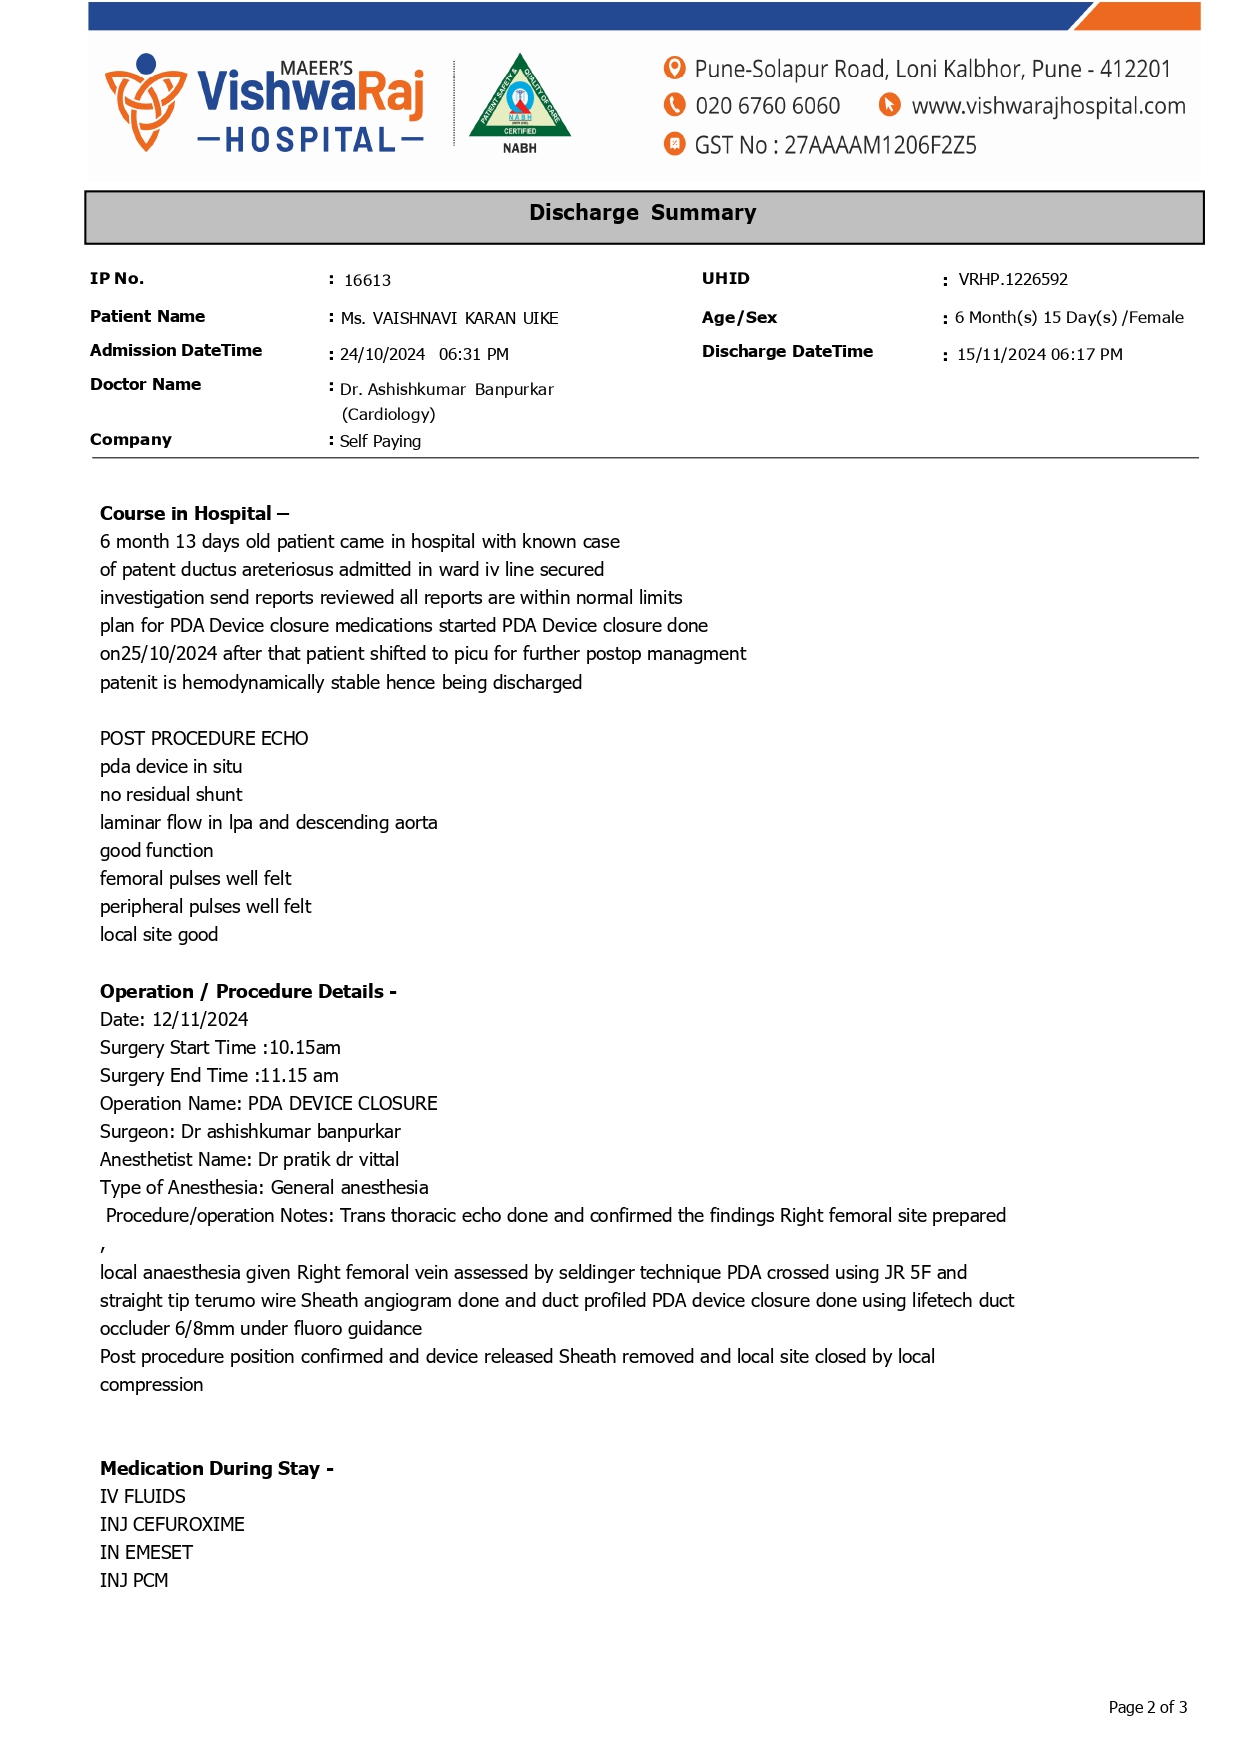 MAEER'S
VishwaRaj
HOSPITAL
PATIENT SAFETY & QUALITY OF CARE
NABH
CERTIFIED
NABH
Pune-Solapur Road, Loni Kalbhor, Pune - 412201
020 6760 6060 www.vishwarajhospital.com
GST No : 27AAAAM1206F2Z5
Discharge Summary
IP No. : 16613 UHID : VRHP.1226592
Patient Name : Ms. VAISHNAVI KARAN UIKE Age/Sex : 6 Month(s) 15 Day(s) /Female
Admission DateTime : 24/10/2024 06:31 PM Discharge DateTime : 15/11/2024 06:17 PM
Doctor Name : Dr. Ashishkumar Banpurkar
(Cardiology)
Company : Self Paying
Course in Hospital –
6 month 13 days old patient came in hospital with known case
of patent ductus areteriosus admitted in ward iv line secured
investigation send reports reviewed all reports are within normal limits
plan for PDA Device closure medications started PDA Device closure done
on25/10/2024 after that patient shifted to picu for further postop managment
patenit is hemodynamically stable hence being discharged
POST PROCEDURE ECHO
pda device in situ
no residual shunt
laminar flow in lpa and descending aorta
good function
femoral pulses well felt
peripheral pulses well felt
local site good
Operation / Procedure Details -
Date: 12/11/2024
Surgery Start Time :10.15am
Surgery End Time :11.15 am
Operation Name: PDA DEVICE CLOSURE
Surgeon: Dr ashishkumar banpurkar
Anesthetist Name: Dr pratik dr vittal
Type of Anesthesia: General anesthesia
Procedure/operation Notes: Trans thoracic echo done and confirmed the findings Right femoral site prepared
,
local anaesthesia given Right femoral vein assessed by seldinger technique PDA crossed using JR 5F and
straight tip terumo wire Sheath angiogram done and duct profiled PDA device closure done using lifetech duct
occluder 6/8mm under fluoro guidance
Post procedure position confirmed and device released Sheath removed and local site closed by local
compression
Medication During Stay -
IV FLUIDS
INJ CEFUROXIME
IN EMESET
INJ PCM
Page 2 of 3